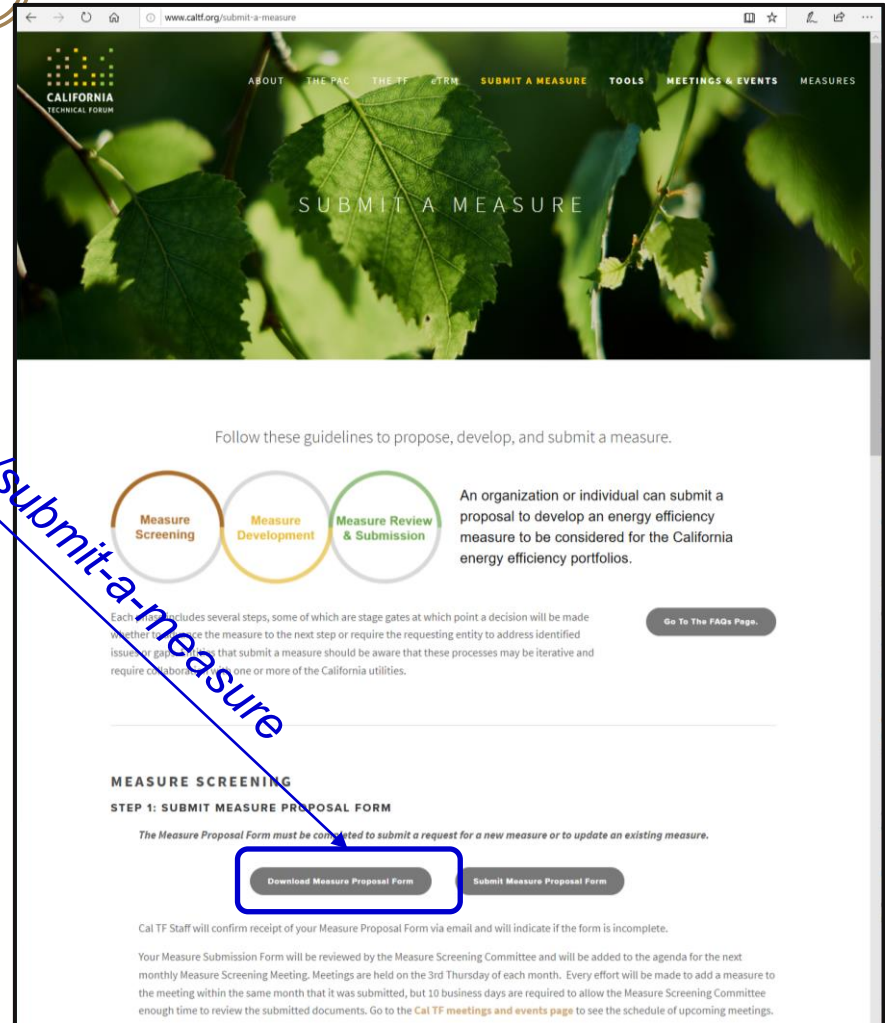 www.caltf.org/submit-a-measure
CALIFORNIA
TECHNICAL FORUM
ABOUT THE PAC THE TF eTRM SUBMIT A MEASURE TOOLS MEETINGS & EVENTS MEASURES
SUBMIT A MEASURE
Follow these guidelines to propose, develop, and submit a measure.
Measure
Screening
Measure
Development
Measure Review
& Submission
An organization or individual can submit a
proposal to develop an energy efficiency
measure to be considered for the California
energy efficiency portfolios.
/submit-a-measure
Each phase includes several steps, some of which are stage gates at which point a decision will be made
whether to the measure to the next step or require the requesting entity to address identified
issues or that submit a measure should be aware that these processes may be iterative and
require with one or more of the California utilities.
Go To The FAQs Page.
MEASURE SCREENING
STEP 1: SUBMIT MEASURE PROPOSAL FORM
The Measure Proposal Form must be completed to submit a request for a new measure or to update an existing measure.
Download Measure Proposal Form
Submit Measure Proposal Form
Cal TF Staff will confirm receipt of your Measure Proposal Form via email and will indicate if the form is incomplete.
Your Measure Submission Form will be reviewed by the Measure Screening Committee and will be added to the agenda for the next
monthly Measure Screening Meeting. Meetings are held on the 3rd Thursday of each month. Every effort will be made to add a measure to
the meeting within the same month that it was submitted, but 10 business days are required to allow the Measure Screening Committee
enough time to review the submitted documents. Go to the Cal TF meetings and events page to see the schedule of upcoming meetings.